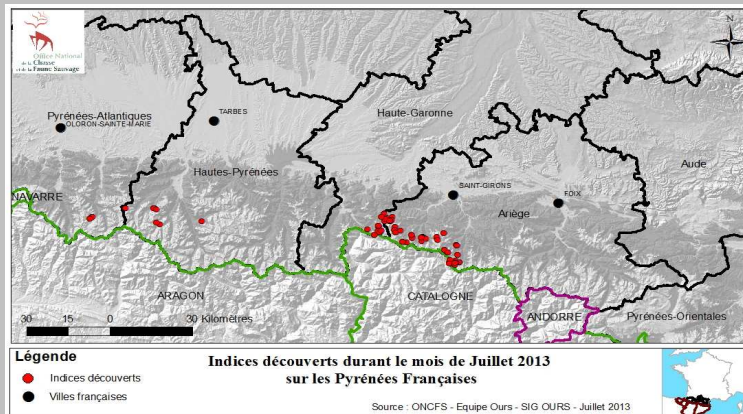 Office National
de la Chasse
et de la Faune Sauvage
N
Pyrénées-Atlantiques
OLORON-SAINTE-MARIE
TARBES
Haute-Garonne
Hautes-Pyrénées
Aude
NAVARRE
SAINT-GIRONS
FOIX
Ariège
ARAGON
CATALOGNE
ANDORRE
Pyrénées-Orientales
30 15 0 30 Kilomètres
Légende
Indices découverts
Villes françaises
Indices découverts durant le mois de Juillet 2013
sur les Pyrénées Françaises
Source : ONCFS - Equipe Ours - SIG OURS - Juillet 2013